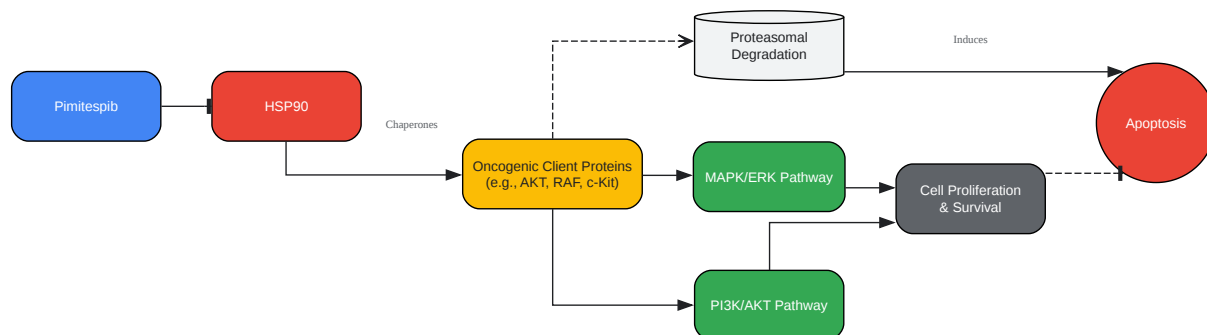 Pimitespib
HSP90
Chaperones
Oncogenic Client Proteins
(e.g., AKT, RAF, c-Kit)
Proteasomal
Degradation
Induces
Apoptosis
MAPK/ERK Pathway
Cell Proliferation
& Survival
PI3K/AKT Pathway